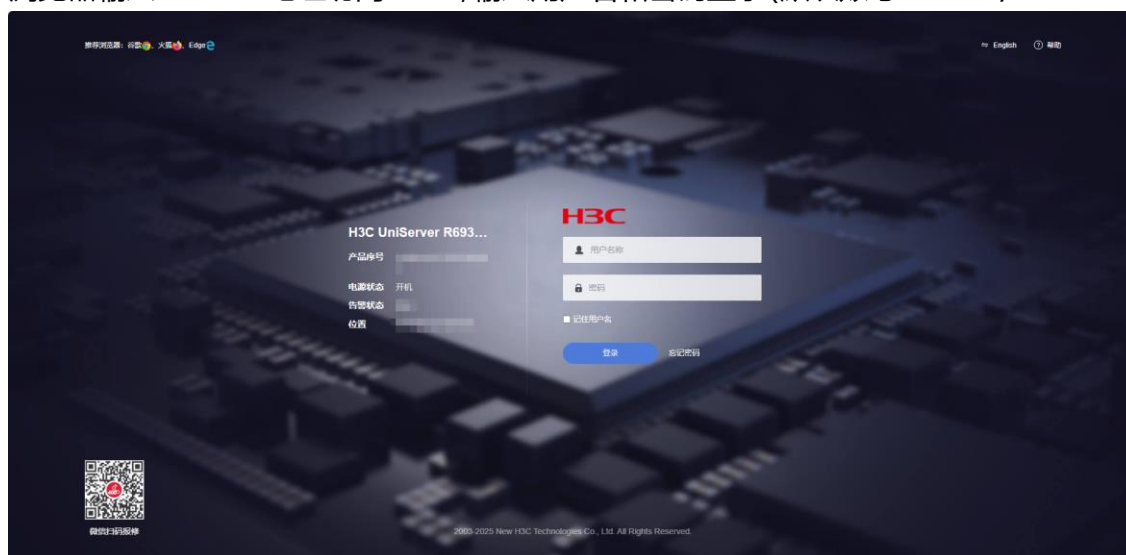 推荐浏览器: 谷歌、火狐、Edge
English
帮助
H3C UniServer R693...
产品序号
电源状态 开机
告警状态
位置
H3C
用户名称
密码
记住用户名
登录 忘记密码
微信扫码报修
2003-2025 New H3C Technologies Co., Ltd. All Rights Reserved.